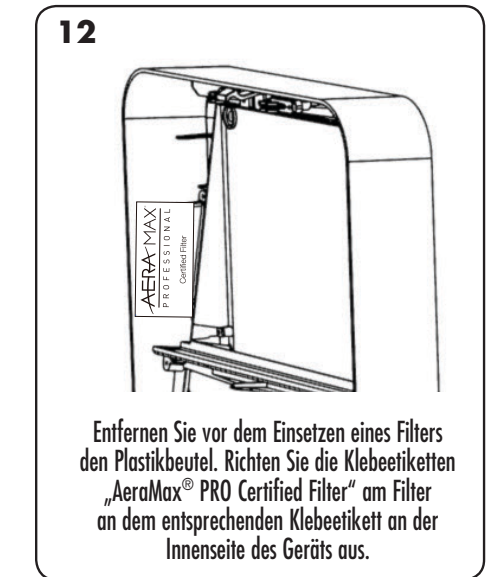 12
AERA MAX
PROFESSIONAL
Certified Filter
Entfernen Sie vor dem Einsetzen eines Filters
den Plastikbeutel. Richten Sie die Klebeetiketten
„AeraMax® PRO Certified Filter“ am Filter
an dem entsprechenden Klebeetikett an der
Innenseite des Geräts aus.